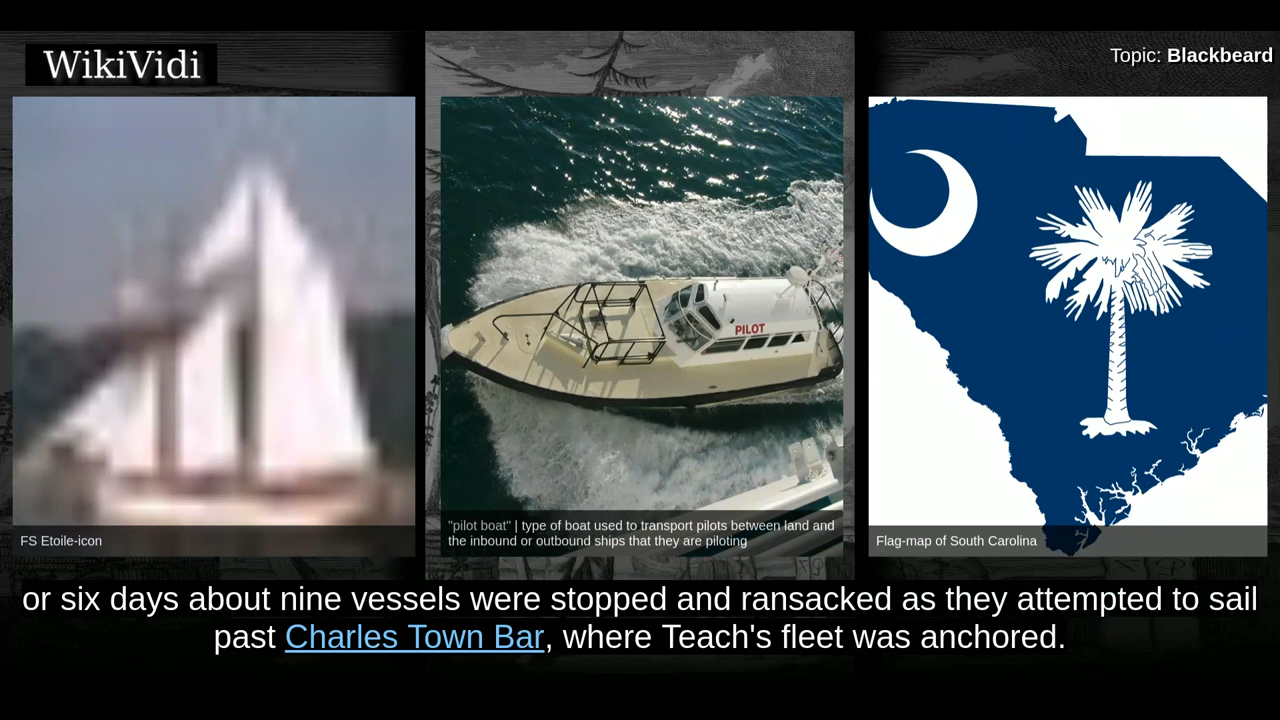 WikiVidi
Topic: Blackbeard
PILOT
FS Etoile-icon
"pilot boat" | type of boat used to transport pilots between land and
the inbound or outbound ships that they are piloting
Flag-map of South Carolina
or six days about nine vessels were stopped and ransacked as they attempted to sail
past Charles Town Bar, where Teach's fleet was anchored.